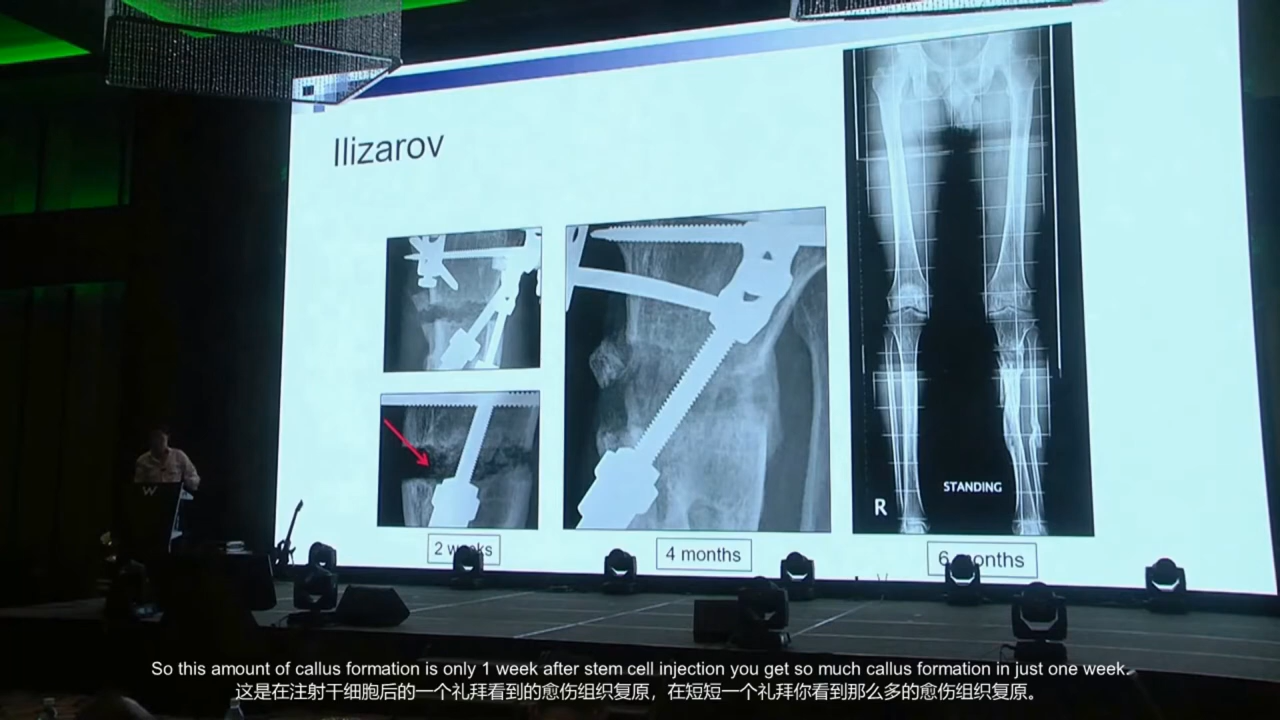 Ilizarov
STANDING
R
2 weeks
4 months
6 months
W
So this amount of callus formation is only 1 week after stem cell injection you get so much callus formation in just one week.
这是在注射干细胞后的一个礼拜看到的愈伤组织复原，在短短一个礼拜你看到那么多的愈伤组织复原。